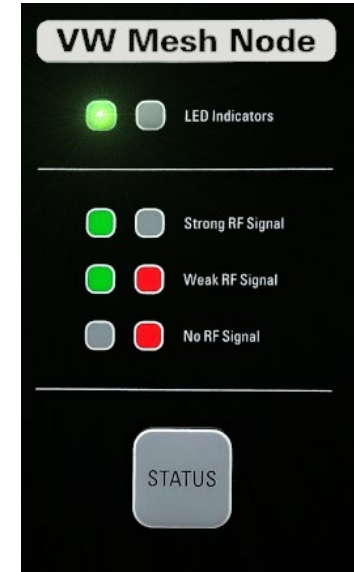 VW Mesh Node
LED Indicators
Strong RF Signal
Weak RF Signal
No RF Signal
STATUS